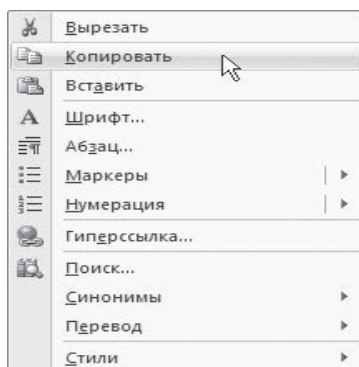 Вырезать
Копировать
Вставить
Шрифт...
Абзац...
Маркеры
Нумерация
Гиперссылка...
Поиск...
Синонимы
Перевод
Стили